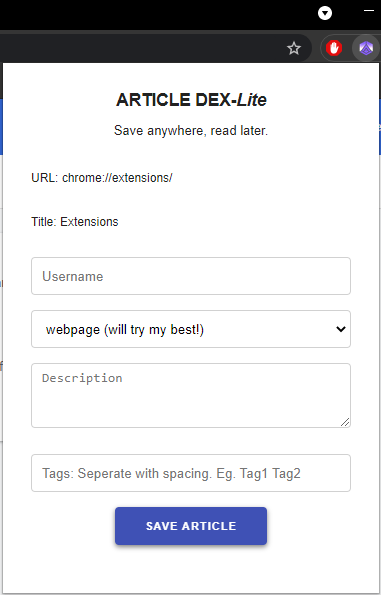 ARTICLE DEX-Lite
Save anywhere, read later.
URL: chrome://extensions/
Title: Extensions
Username
webpage (will try my best!)
Description
Tags: Seperate with spacing. Eg. Tag1 Tag2
SAVE ARTICLE